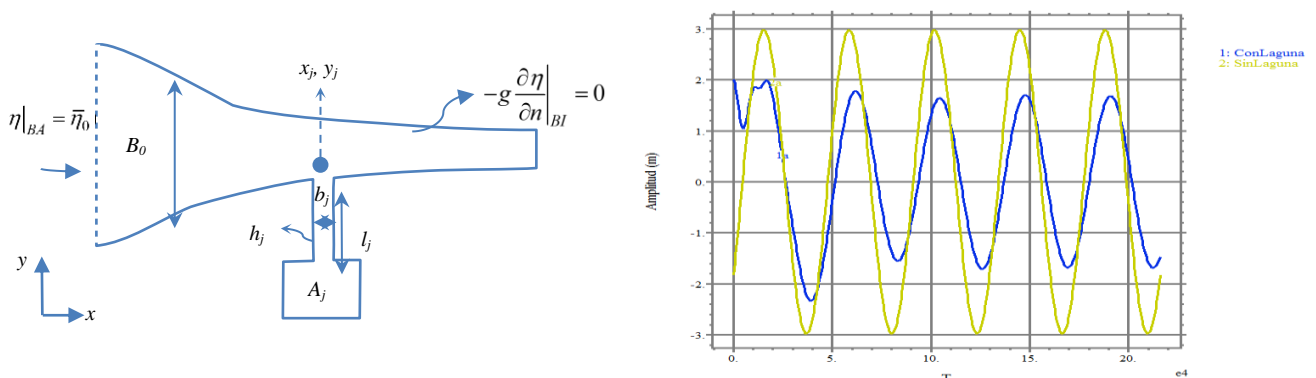 η|BA = η̄0
B0
xj, yj
-g ∂η/∂n|BI = 0
bj
hj
lj
Aj
y
x
Amplitud (m)
3.
2.
1.
0.
-1.
-2.
-3.
0.
5.
10.
15.
20.
e4
1: ConLaguna
2: SinLaguna